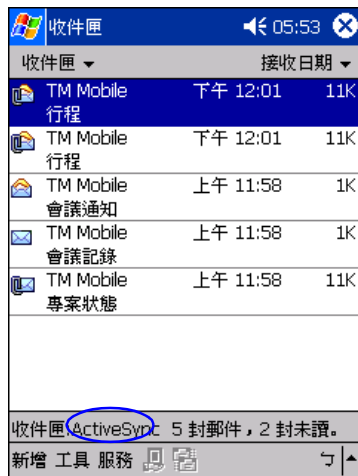 收件匣 05:53
收件匣 接收日期
TM Mobile 下午 12:01 11K
行程
TM Mobile 下午 12:01 11K
行程
TM Mobile 上午 11:58 1K
會議通知
TM Mobile 上午 11:58 1K
會議記錄
TM Mobile 上午 11:58 11K
專案狀態
收件匣:ActiveSync 5 封郵件，2 封未讀。
新增 工具 服務 ㄅ